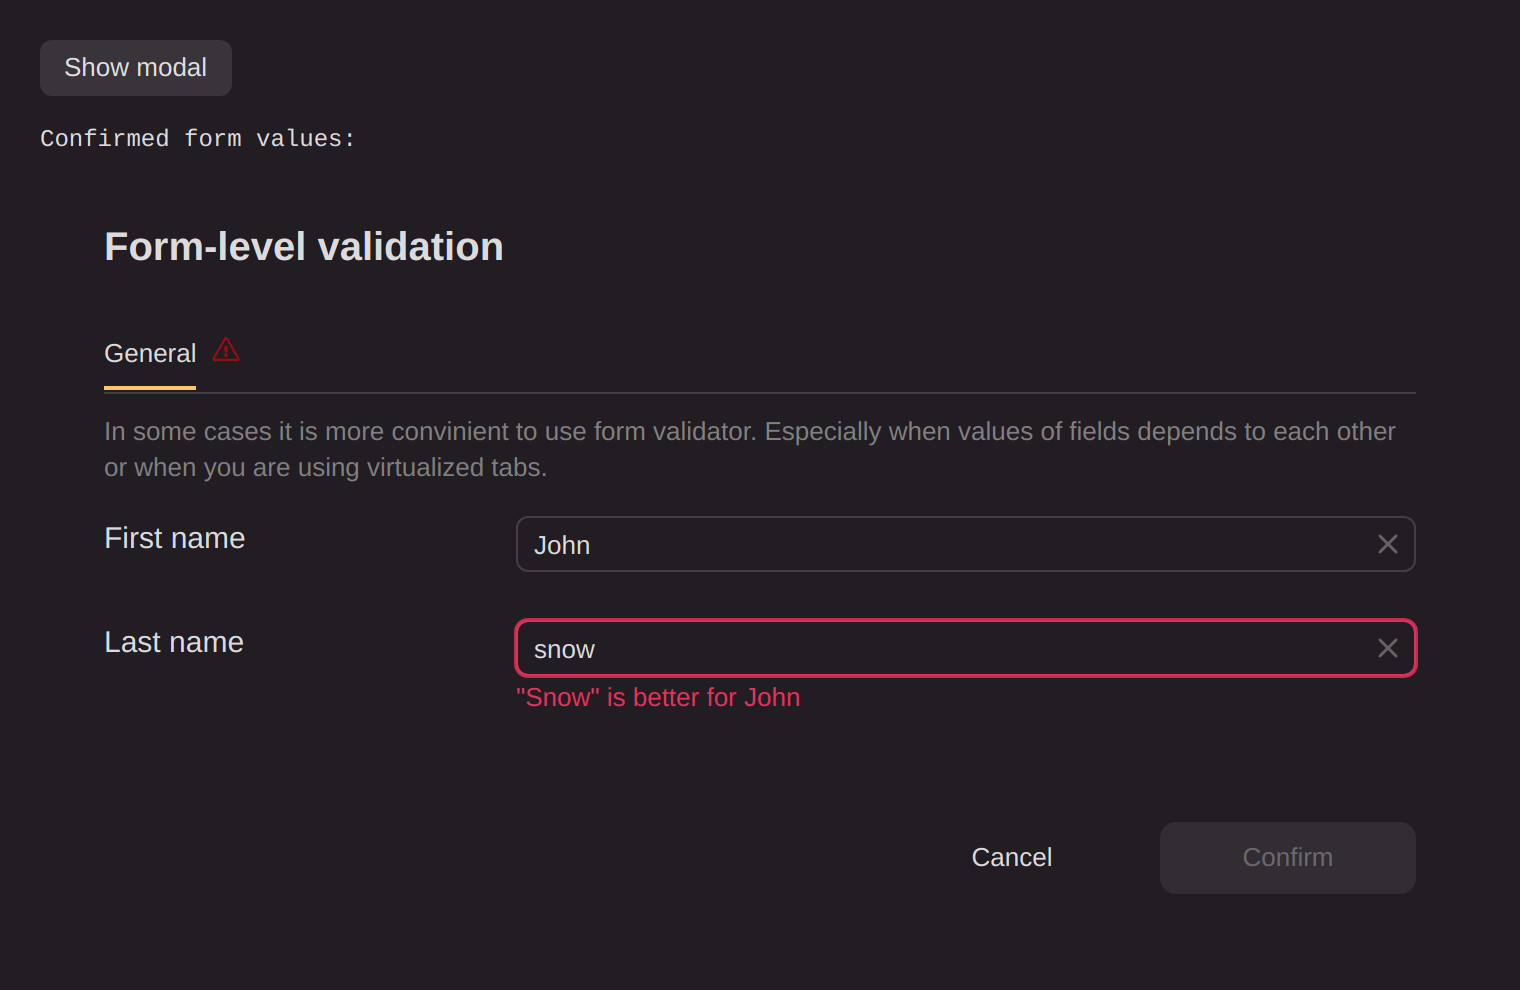 Show modal
Confirmed form values:
Form-level validation
General
In some cases it is more convinient to use form validator. Especially when values of fields depends to each other
or when you are using virtualized tabs.
First name
John
Last name
snow
"Snow" is better for John
Cancel
Confirm